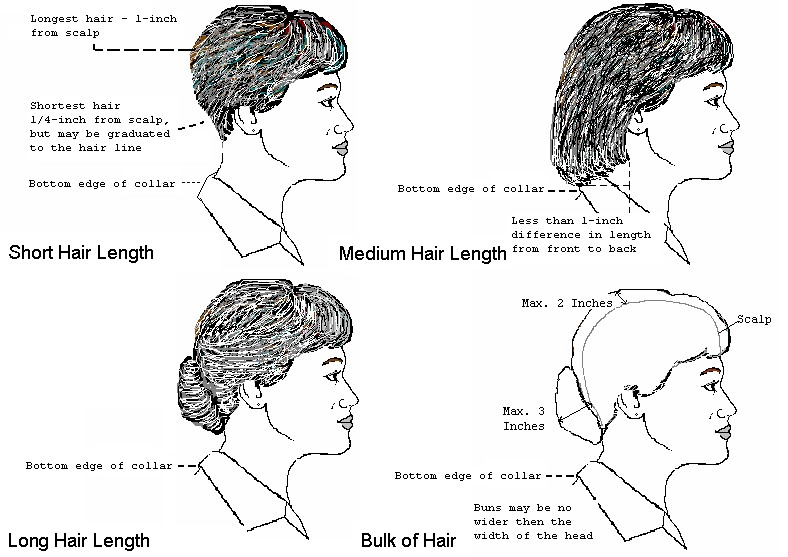 Longest hair - 1-inch
from scalp
Shortest hair
1/4-inch from scalp,
but may be graduated
to the hair line
Bottom edge of collar
Short Hair Length
Bottom edge of collar
Less than 1-inch
difference in length
from front to back
Medium Hair Length
Bottom edge of collar
Long Hair Length
Max. 2 Inches
Scalp
Max. 3
Inches
Bottom edge of collar
Buns may be no
wider then the
width of the head
Bulk of Hair